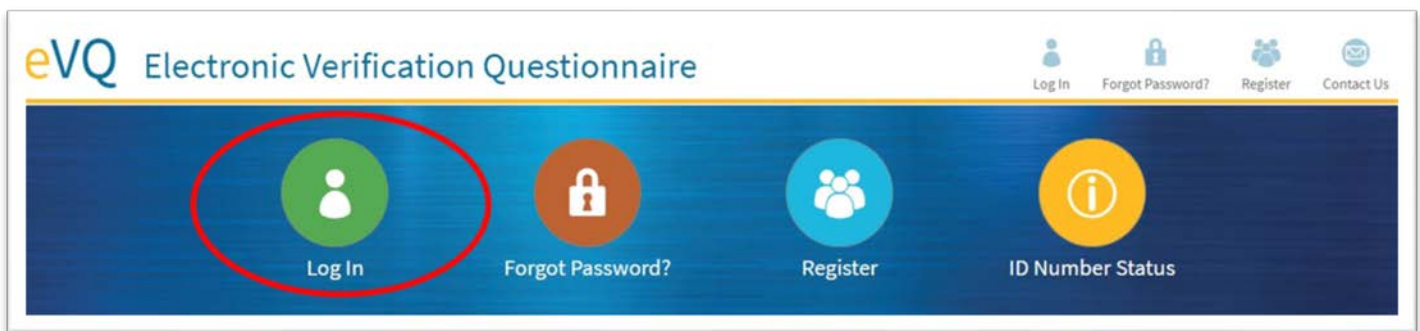 eVQ Electronic Verification Questionnaire
Log In Forgot Password? Register Contact Us
Log In Forgot Password? Register ID Number Status